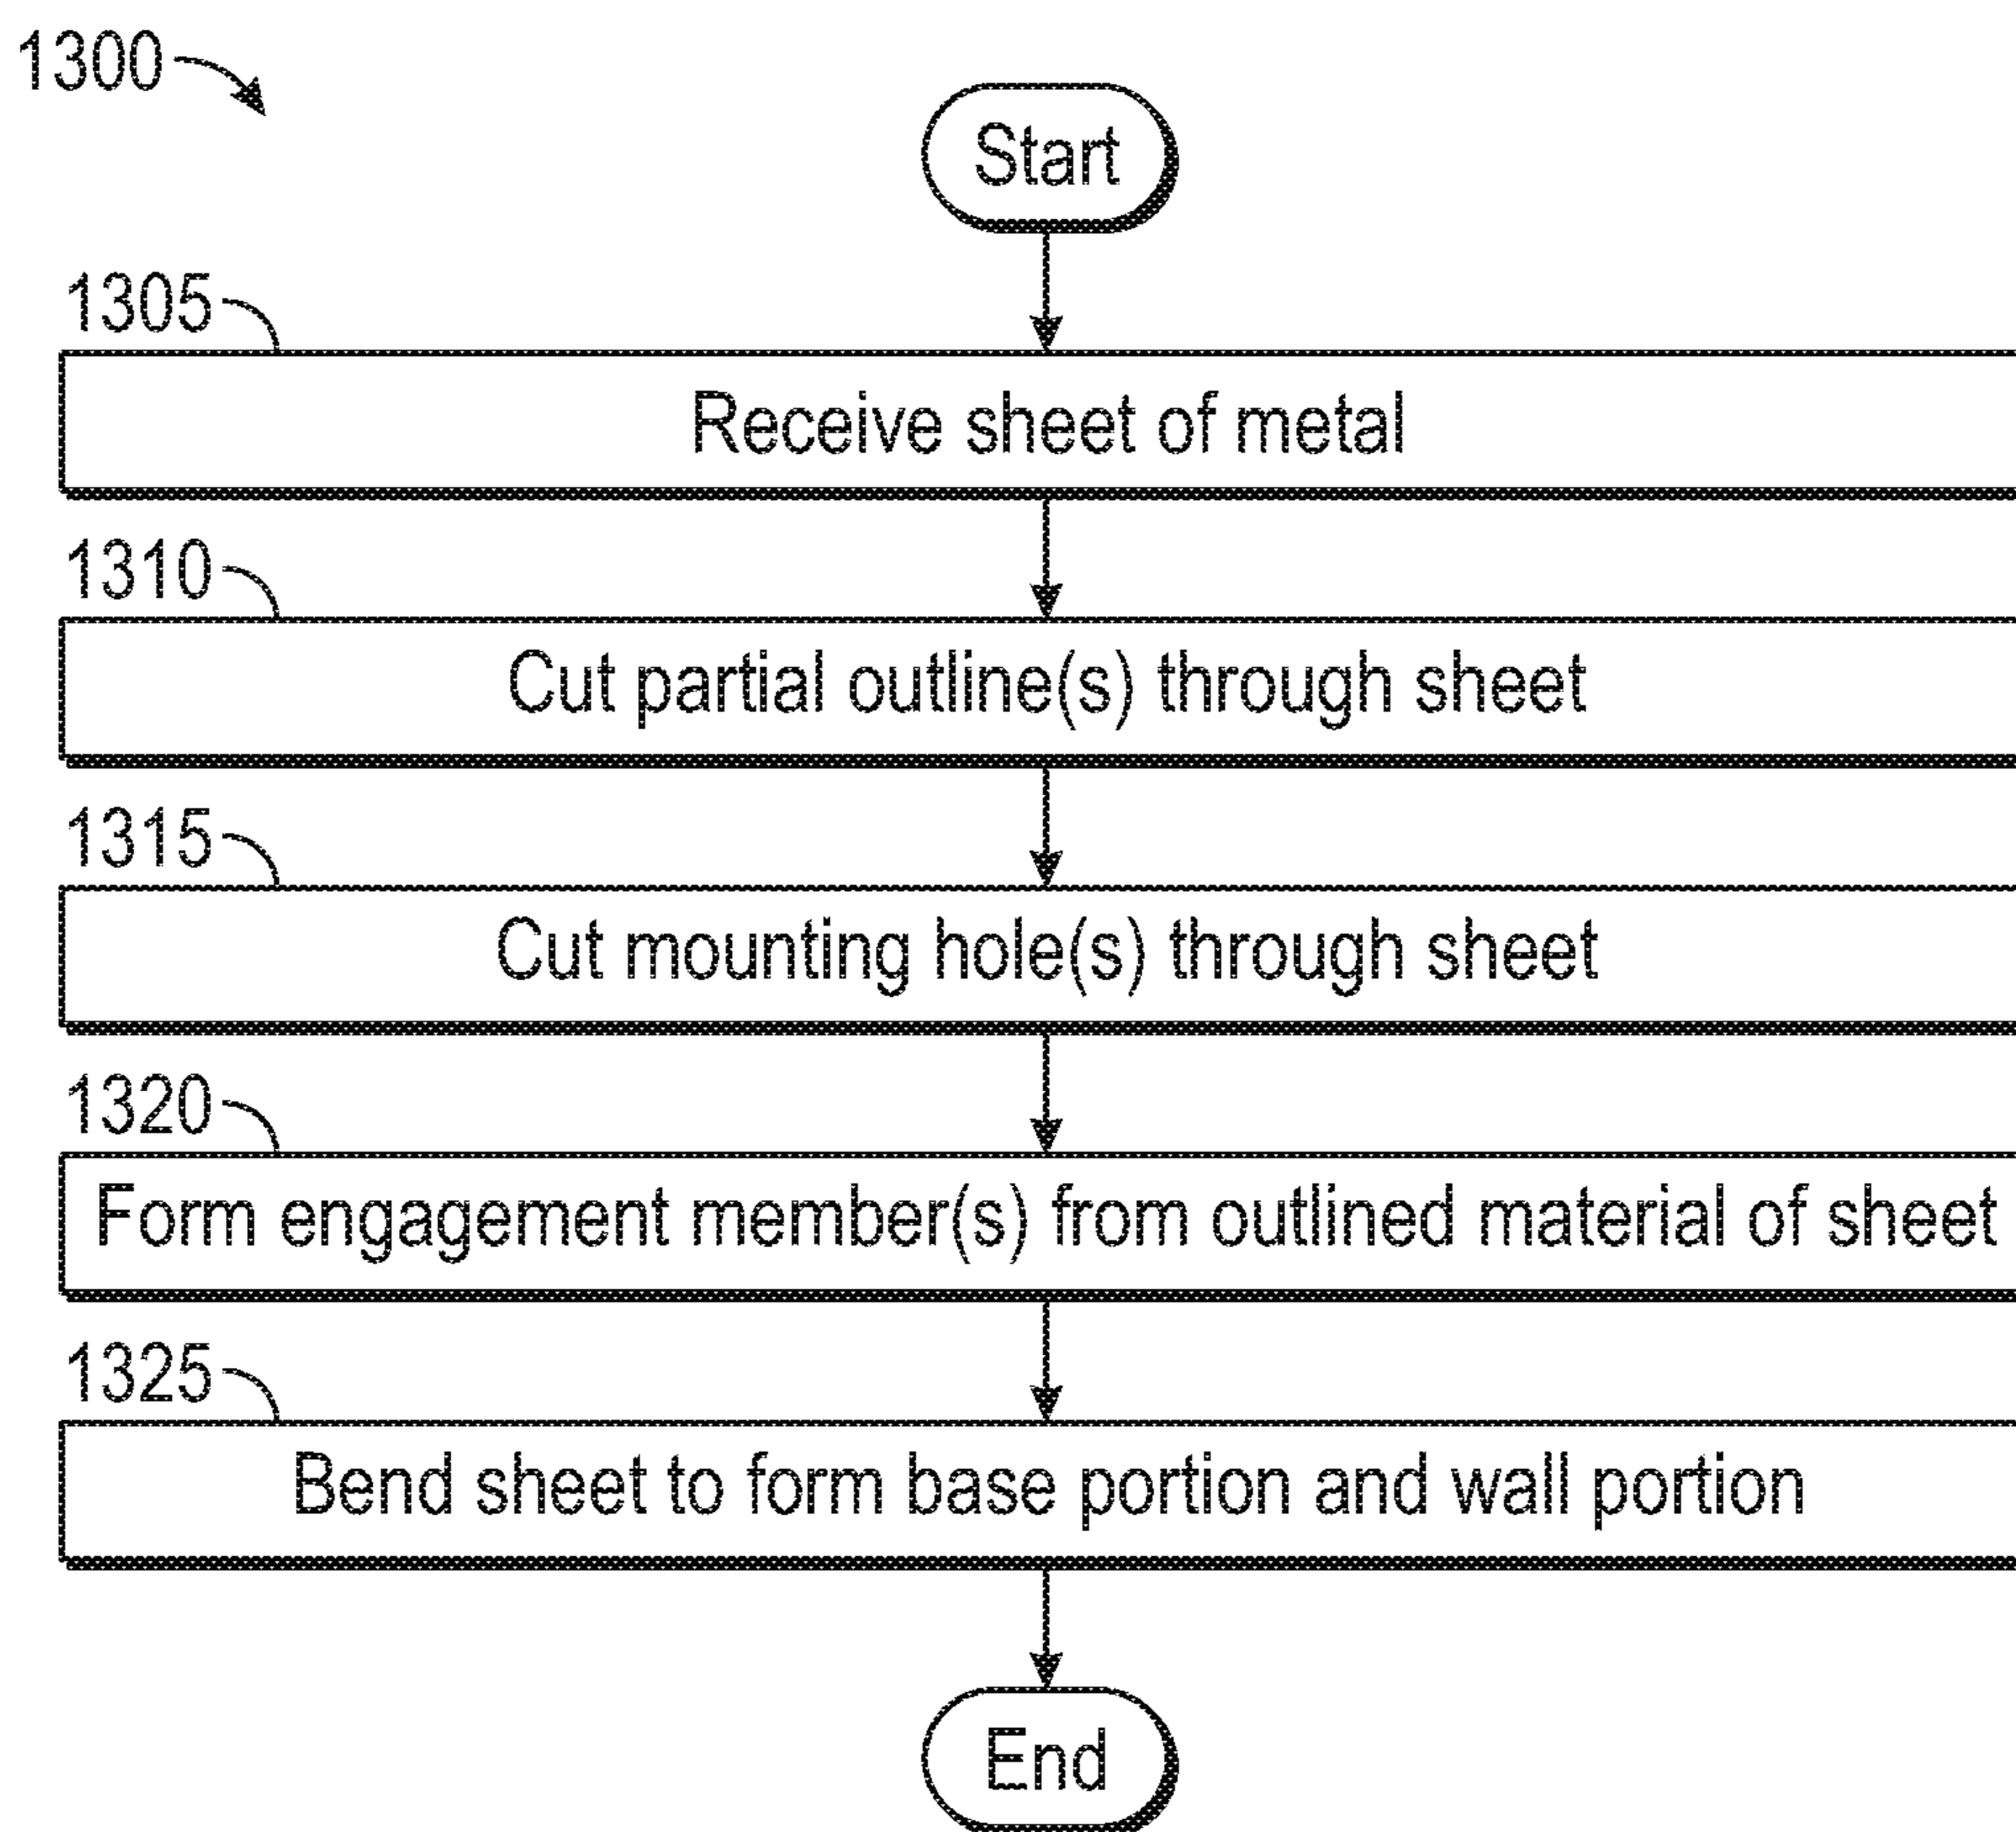 1300
Start
1305
Receive sheet of metal
1310
Cut partial outline(s) through sheet
1315
Cut mounting hole(s) through sheet
1320
Form engagement member(s) from outlined material of sheet
1325
Bend sheet to form base portion and wall portion
End